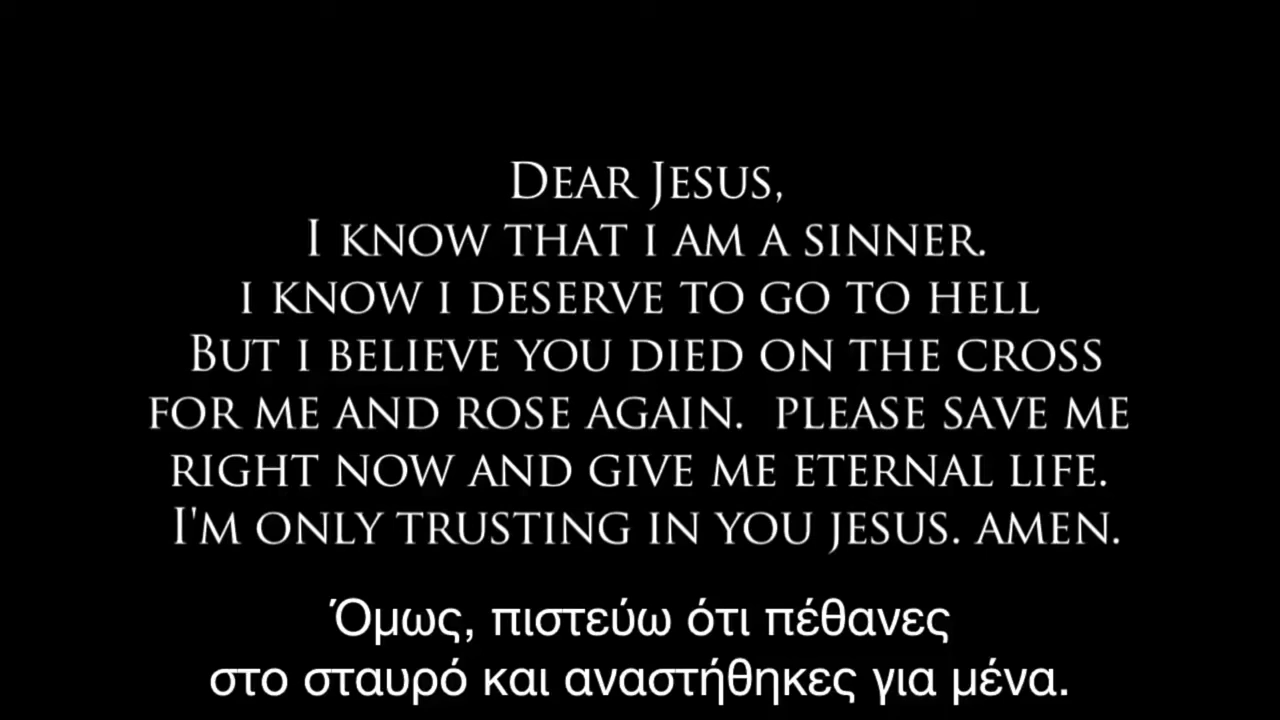 Dear Jesus,
I know that i am a sinner.
i know i deserve to go to hell
But i believe you died on the cross
for me and rose again.  please save me
right now and give me eternal life.
I'm only trusting in you jesus. amen.
Όμως, πιστεύω ότι πέθανες
στο σταυρό και αναστήθηκες για μένα.